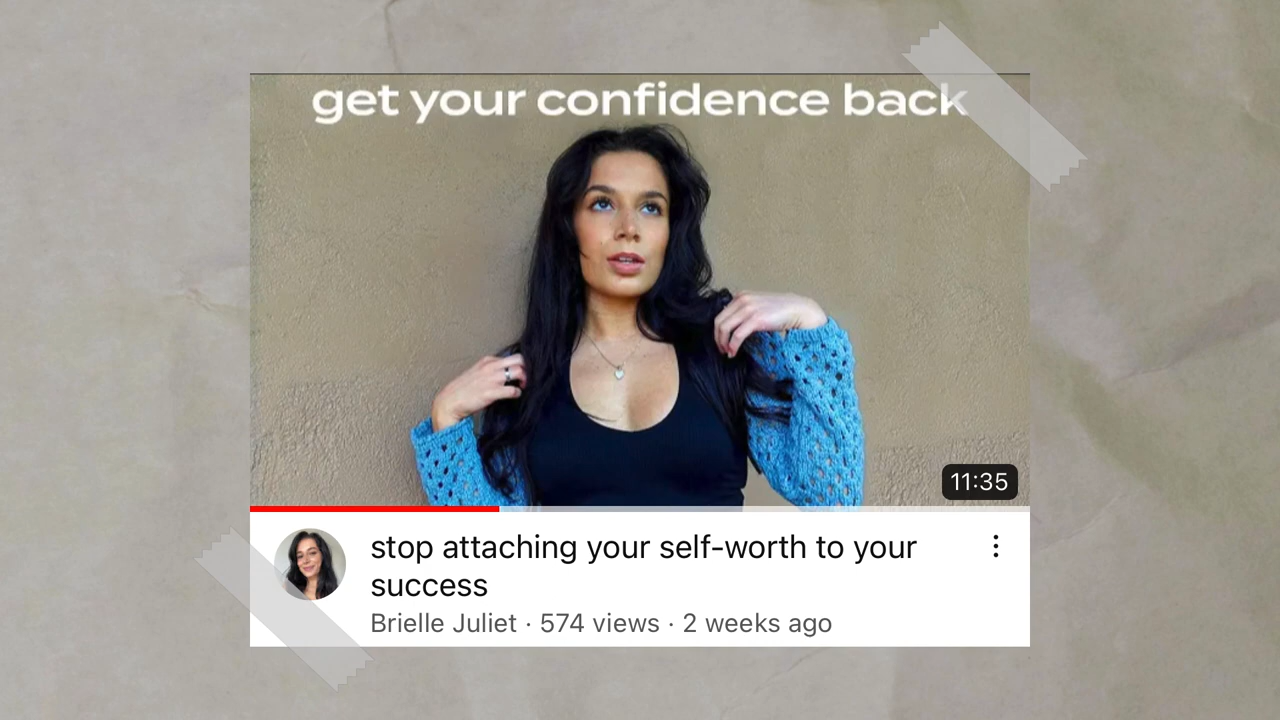 get your confidence back
11:35
stop attaching your self-worth to your
success
Brielle Juliet · 574 views · 2 weeks ago